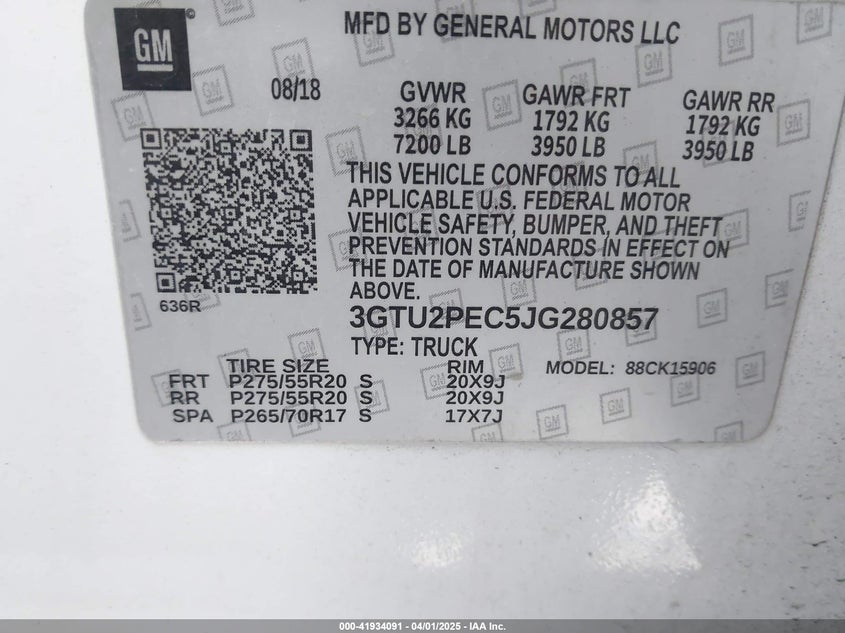 GM ©
MFD BY GENERAL MOTORS LLC
08/18
GVWR GAWR FRT GAWR RR
3266 KG 1792 KG 1792 KG
7200 LB 3950 LB 3950 LB
THIS VEHICLE CONFORMS TO ALL
APPLICABLE U.S. FEDERAL MOTOR
VEHICLE SAFETY, BUMPER, AND THEFT
PREVENTION STANDARDS IN EFFECT ON
THE DATE OF MANUFACTURE SHOWN
ABOVE.
636R
3GTU2PEC5JG280857
TYPE: TRUCK
TIRE SIZE RIM MODEL: 88CK15906
FRT P275/55R20 S 20X9J
RR P275/55R20 S 20X9J
SPA P265/70R17 S 17X7J
000-41934091 - 04/01/2025 - IAA Inc.